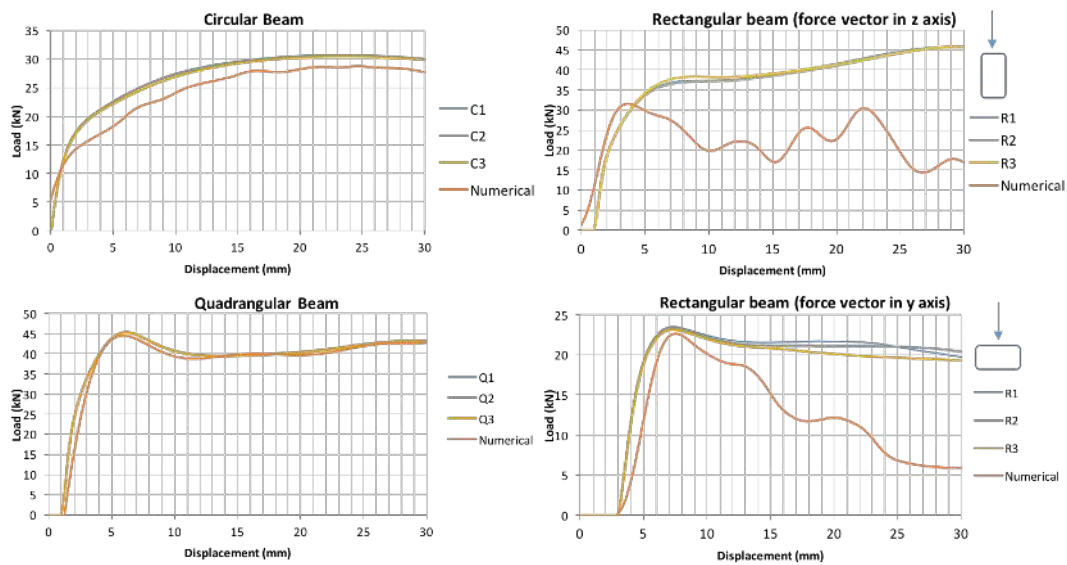 Circular Beam
Load (kN)
35
30
25
20
15
10
5
0
0 5 10 15 20 25 30
Displacement (mm)
C1
C2
C3
Numerical
Rectangular beam (force vector in z axis)
Load (kN)
50
45
40
35
30
25
20
15
10
5
0
0 5 10 15 20 25 30
Displacement (mm)
R1
R2
R3
Numerical
Quadrangular Beam
Load (kN)
50
45
40
35
30
25
20
15
10
5
0
0 5 10 15 20 25 30
Displacement (mm)
Q1
Q2
Q3
Numerical
Rectangular beam (force vector in y axis)
Load (kN)
25
20
15
10
5
0
0 5 10 15 20 25 30
Displacement (mm)
R1
R2
R3
Numerical